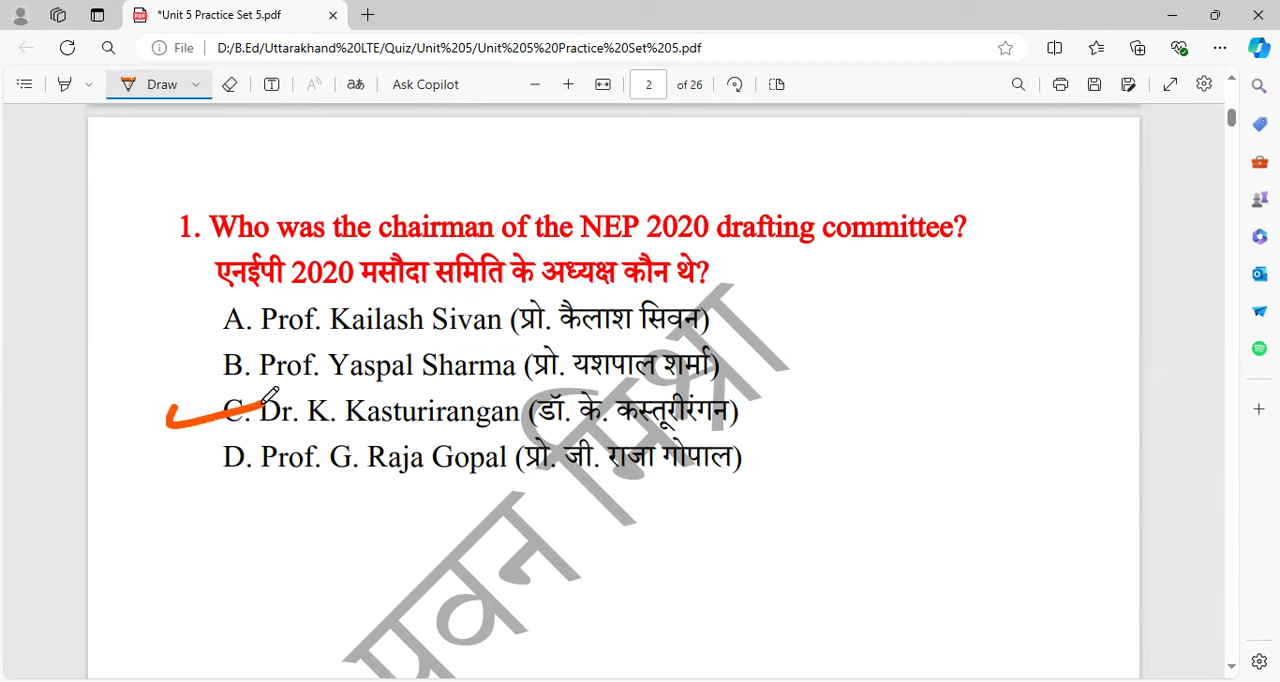 *Unit 5 Practice Set 5.pdf
File D:/B.Ed/Uttarakhand%20LTE/Quiz/Unit%205/Unit%205%20Practice%20Set%205.pdf
Draw aあ Ask Copilot 2 of 26
1. Who was the chairman of the NEP 2020 drafting committee?
एनईपी 2020 मसौदा समिति के अध्यक्ष कौन थे?
A. Prof. Kailash Sivan (प्रो. कैलाश सिवन)
B. Prof. Yaspal Sharma (प्रो. यशपाल शर्मा)
C. Dr. K. Kasturirangan (डॉ. के. कस्तूरीरंगन)
D. Prof. G. Raja Gopal (प्रो. जी. राजा गोपाल)
पवन मिश्रा